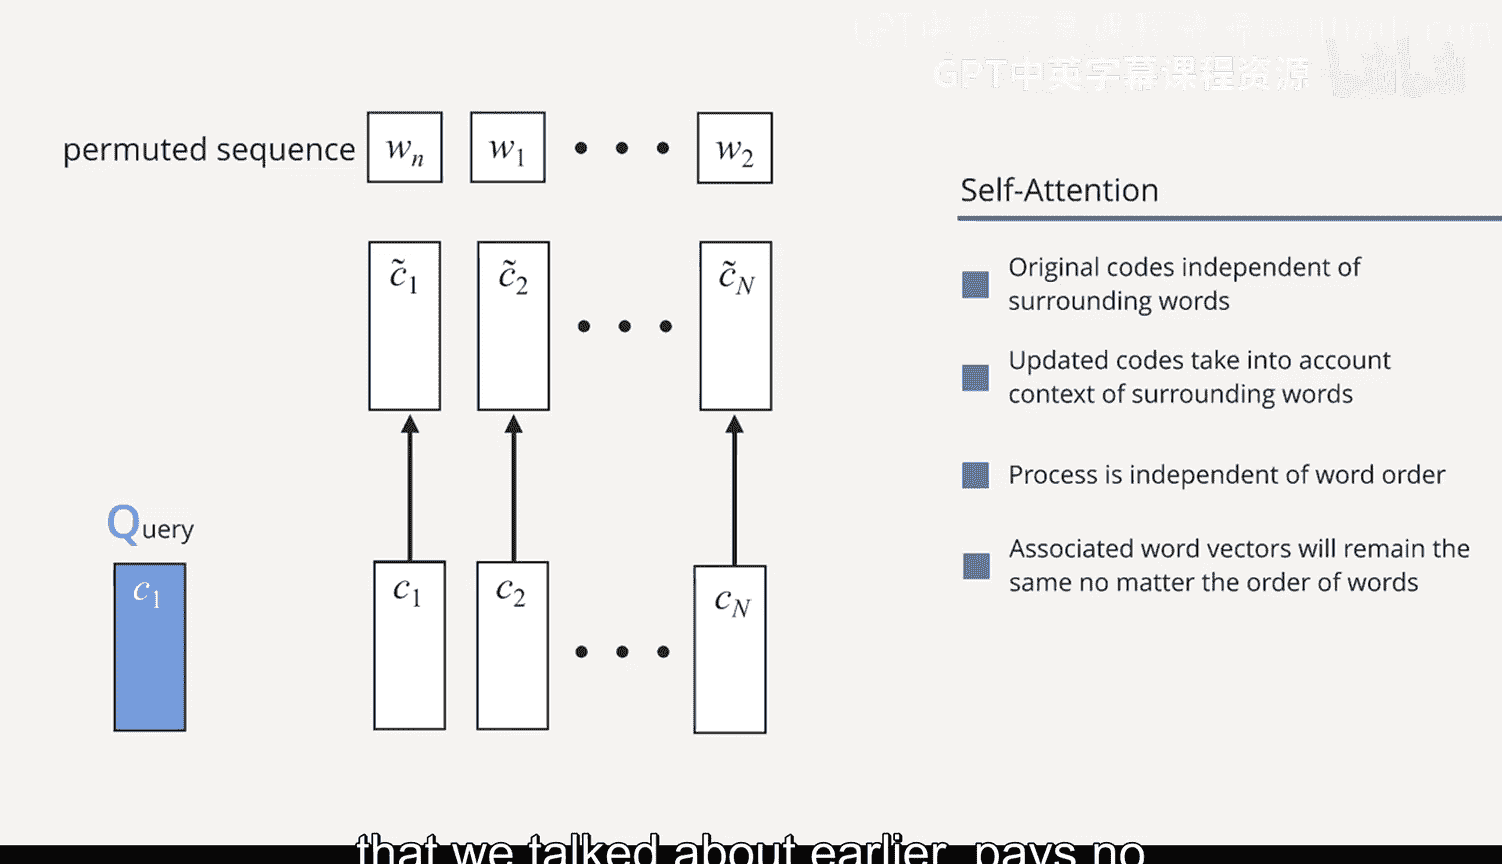 GPT中英字幕课程资源
permuted sequence
w_n w_1 • • • w_2
Self-Attention
c̃_1 c̃_2 • • • c̃_N
Original codes independent of
surrounding words
Updated codes take into account
context of surrounding words
Process is independent of word order
Query
Associated word vectors will remain the
same no matter the order of words
c_1
c_1 c_2 • • • c_N
that we talked about earlier, pays no